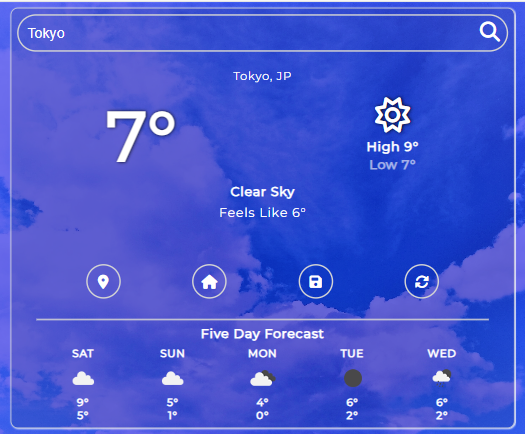 Tokyo
Tokyo, JP
7°
High 9°
Low 7°
Clear Sky
Feels Like 6°
Five Day Forecast
SAT SUN MON TUE WED
9° 5° 4° 6° 6°
5° 1° 0° 2° 2°